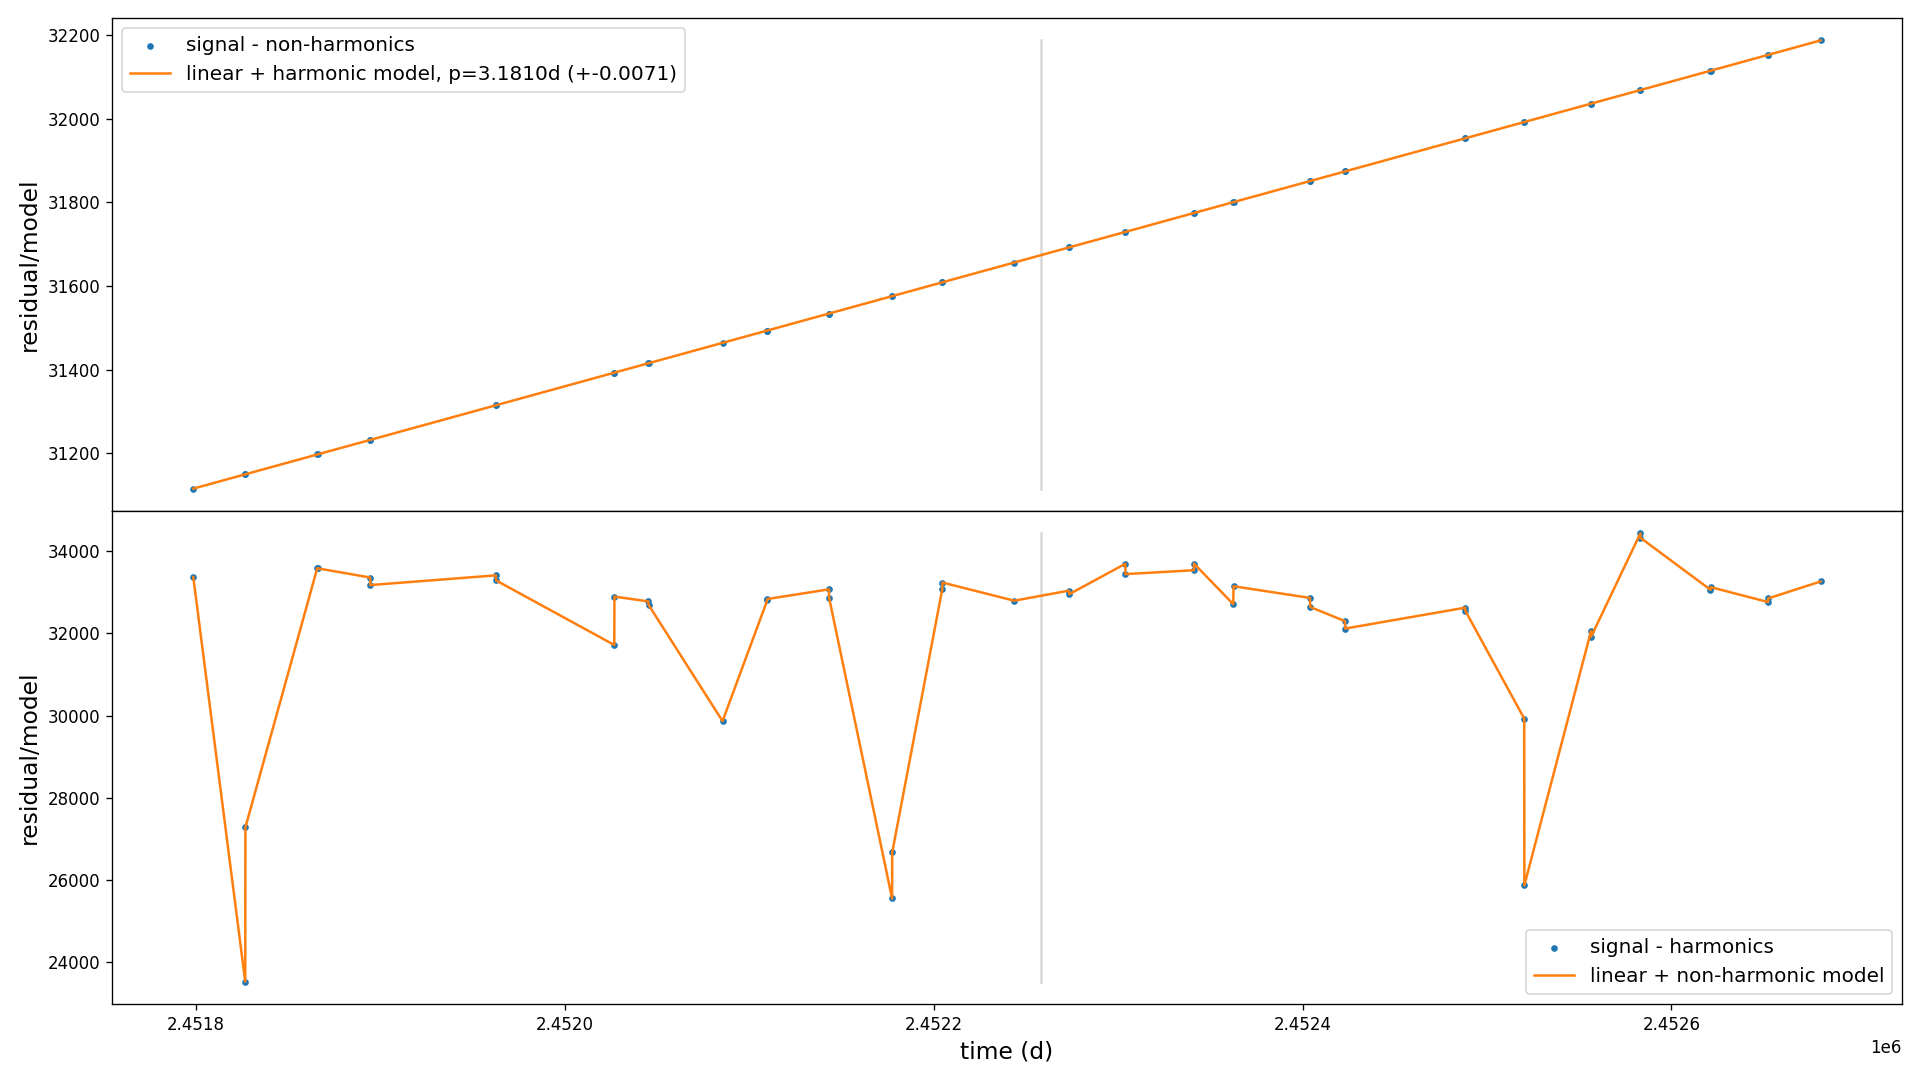 signal - non-harmonics
linear + harmonic model, p=3.1810d (+-0.0071)
32200
32000
31800
31600
31400
31200
residual/model
34000
32000
30000
28000
26000
24000
residual/model
signal - harmonics
linear + non-harmonic model
2.4518 2.4520 2.4522 2.4524 2.4526
time (d)
1e6